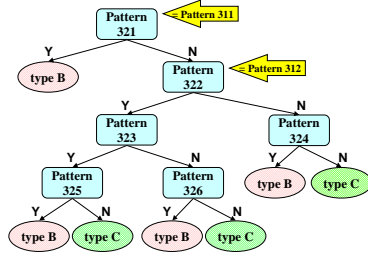 Pattern
321
= Pattern 311
Y
N
type B
Pattern
322
= Pattern 312
Y
N
Pattern
323
Pattern
324
Y
N
Y
N
Pattern
325
Pattern
326
type B
type C
Y
N
Y
N
type B
type C
type B
type C